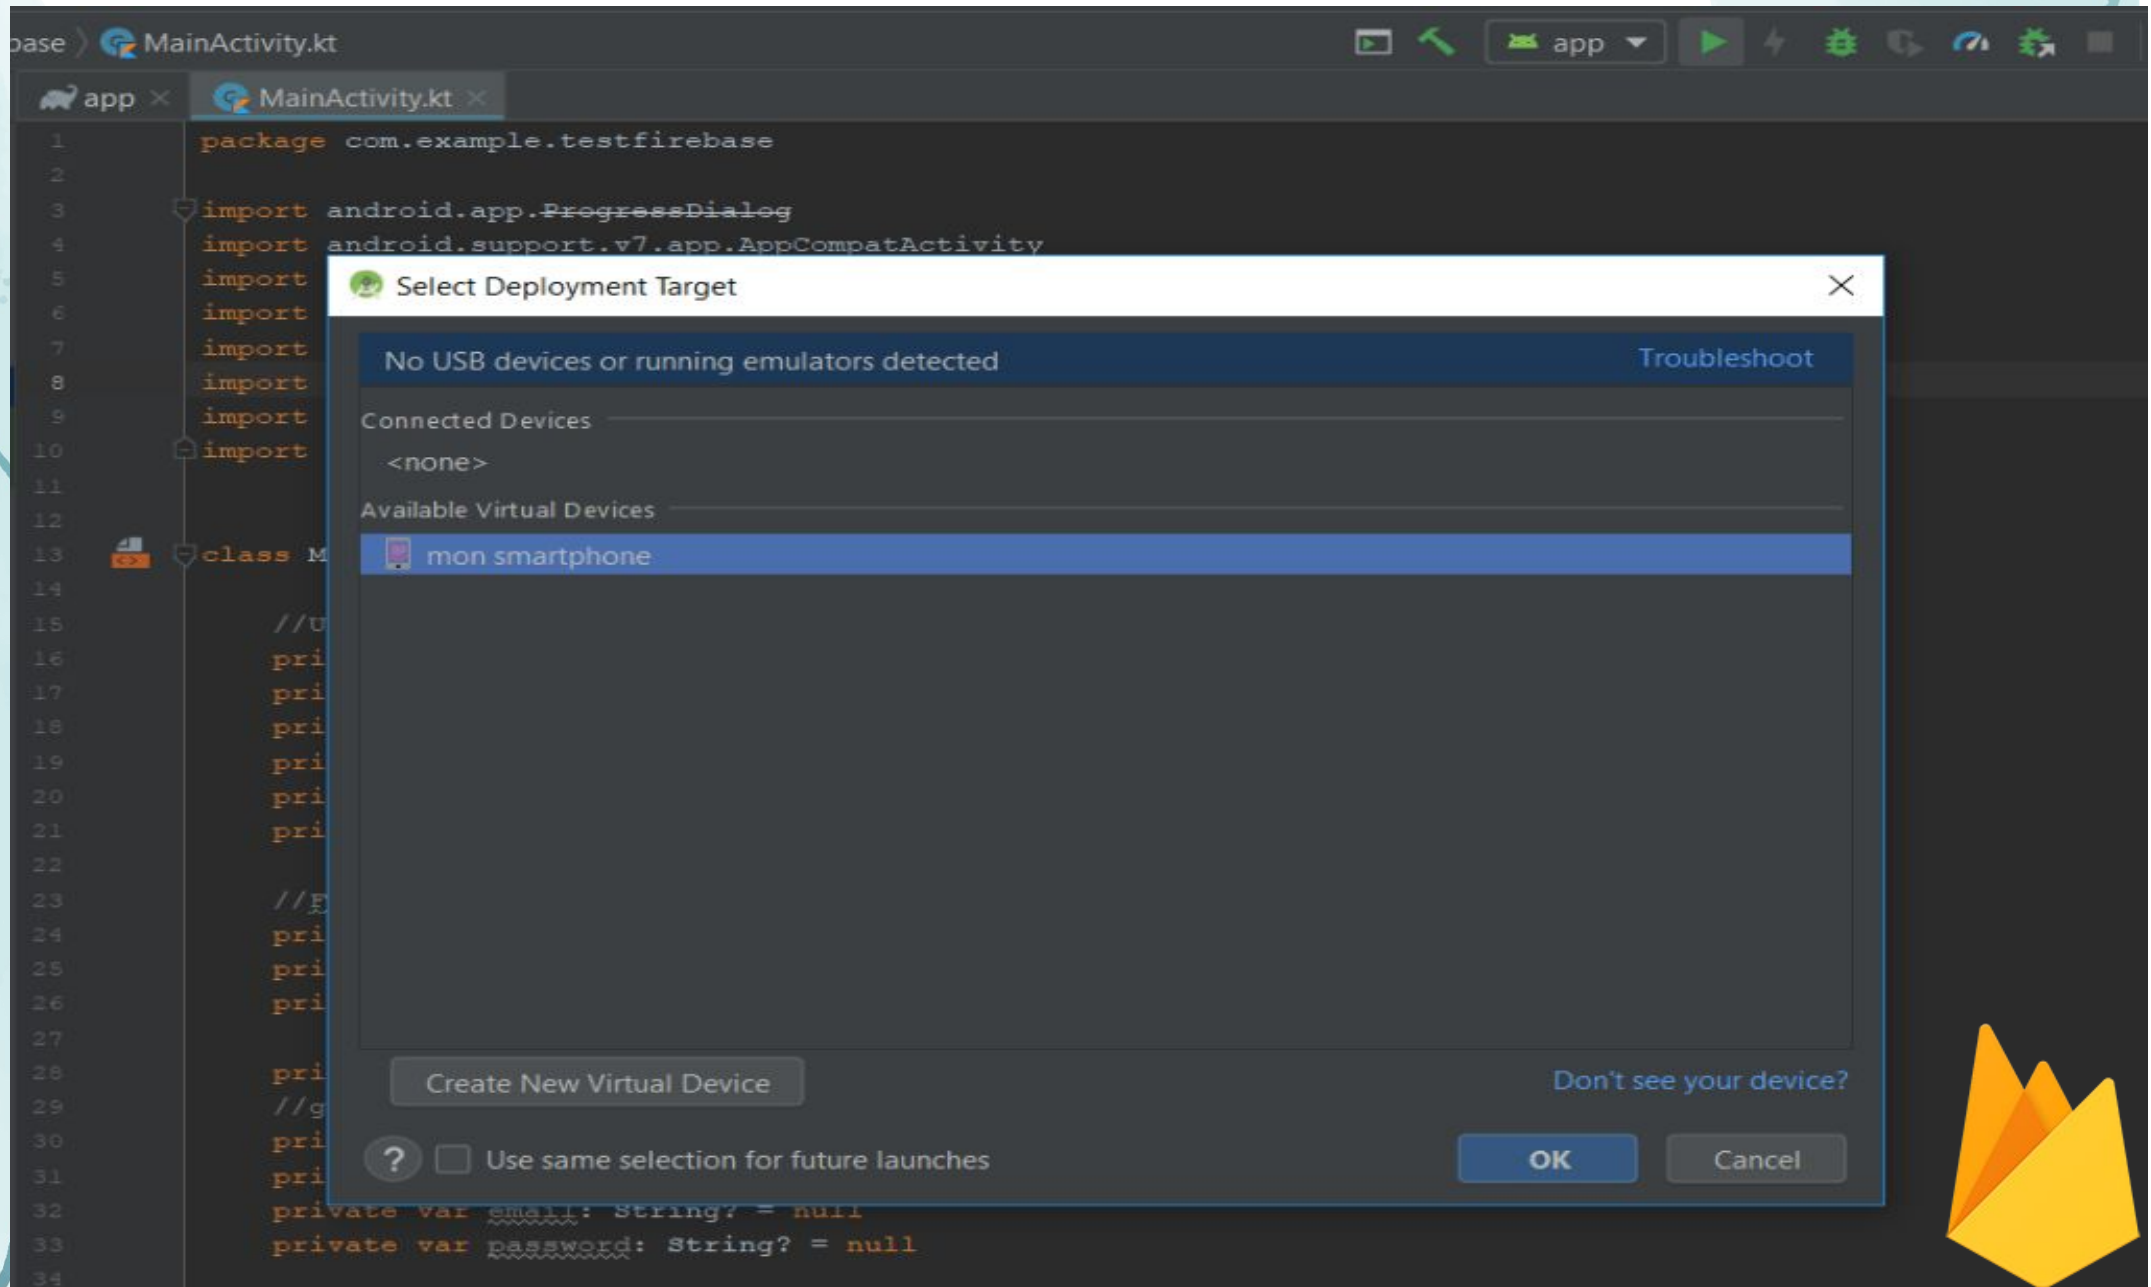 base MainActivity.kt app
app MainActivity.kt
1 package com.example.testfirebase
2
3 import android.app.ProgressDialog
4 import android.support.v7.app.AppCompatActivity
5 import
6 import
7 import
8 import
9 import
10 import
11
12
13 class M
14
15 //U
16 pri
17 pri
18 pri
19 pri
20 pri
21 pri
22
23 //F
24 pri
25 pri
26 pri
27
28 pri
29 //g
30 pri
31 pri
32 private var email: String? = null
33 private var password: String? = null
34
Select Deployment Target
No USB devices or running emulators detected Troubleshoot
Connected Devices
<none>
Available Virtual Devices
mon smartphone
Create New Virtual Device Don't see your device?
? Use same selection for future launches OK Cancel